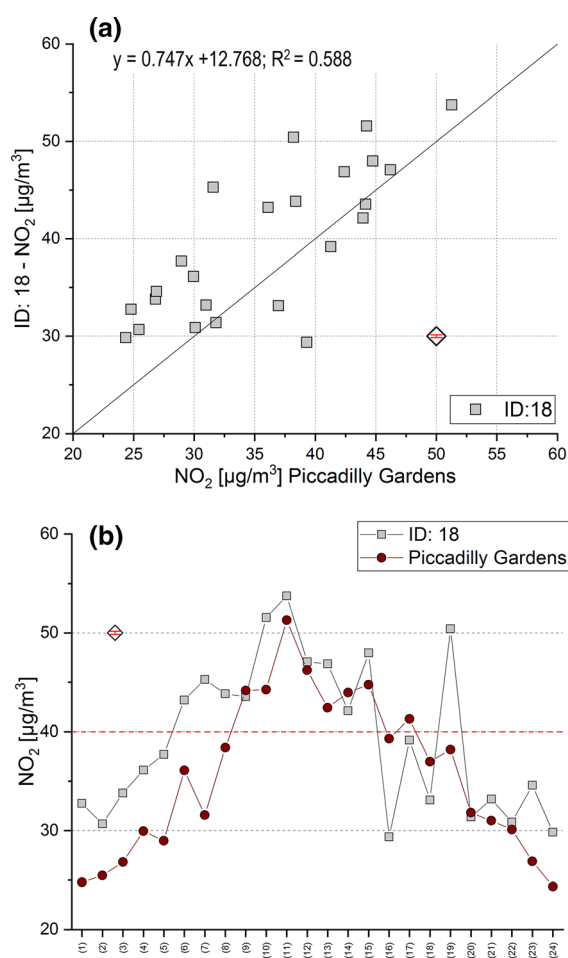 (a)
y = 0.747x +12.768; R² = 0.588
60
50
40
30
20
ID: 18 - NO₂ [µg/m³]
ID:18
20 25 30 35 40 45 50 55 60
NO₂ [µg/m³] Piccadilly Gardens
(b)
ID: 18
Piccadilly Gardens
60
50
40
30
20
NO₂ [µg/m³]
(1) (2) (3) (4) (5) (6) (7) (8) (9) (10) (11) (12) (13) (14) (15) (16) (17) (18) (19) (20) (21) (22) (23) (24)